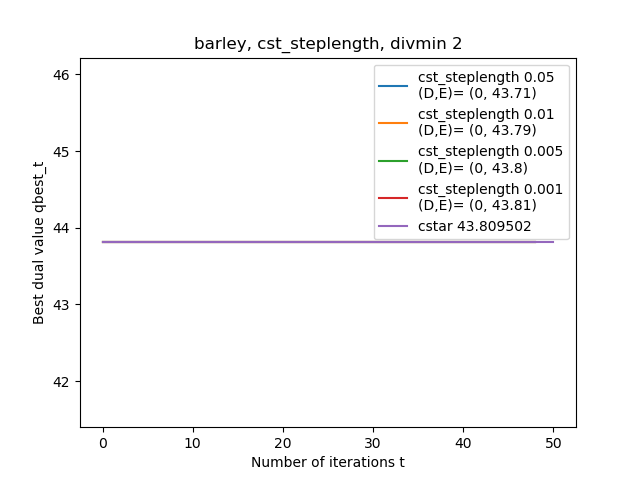 barley, cst_steplength, divmin 2
46
45
44
43
42
Best dual value qbest_t
cst_steplength 0.05
(D,E)= (0, 43.71)
cst_steplength 0.01
(D,E)= (0, 43.79)
cst_steplength 0.005
(D,E)= (0, 43.8)
cst_steplength 0.001
(D,E)= (0, 43.81)
cstar 43.809502
0 10 20 30 40 50
Number of iterations t